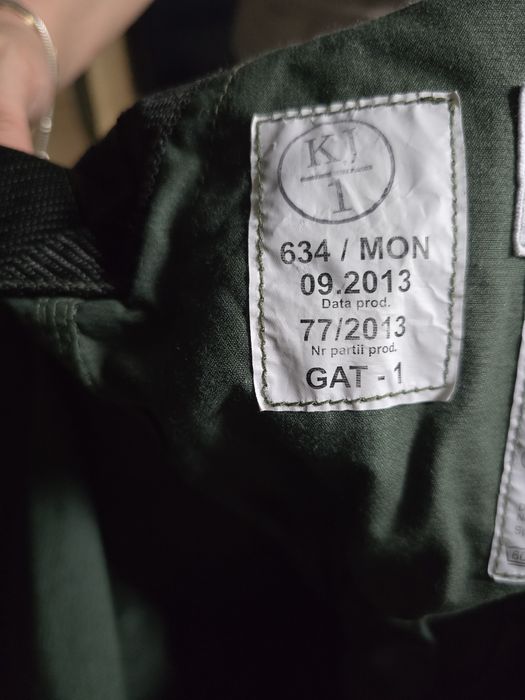 KJ
1
634 / MON
09.2013
Data prod.
77/2013
Nr partii prod.
GAT - 1